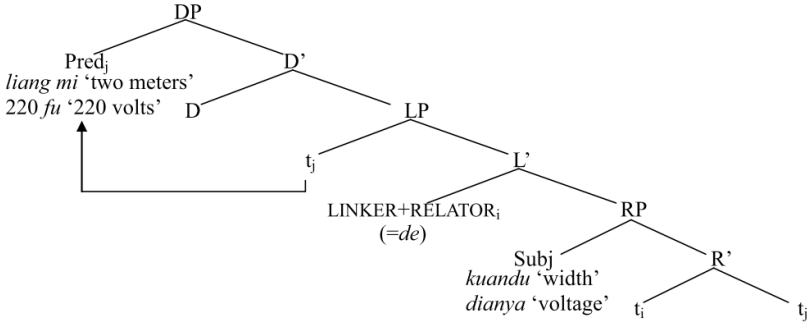 DP
Predj D'
liang mi 'two meters'
220 fu '220 volts' D LP
tj L'
LINKER+RELATORi RP
(=de)
Subj R'
kuandu 'width'
dianya 'voltage' ti tj